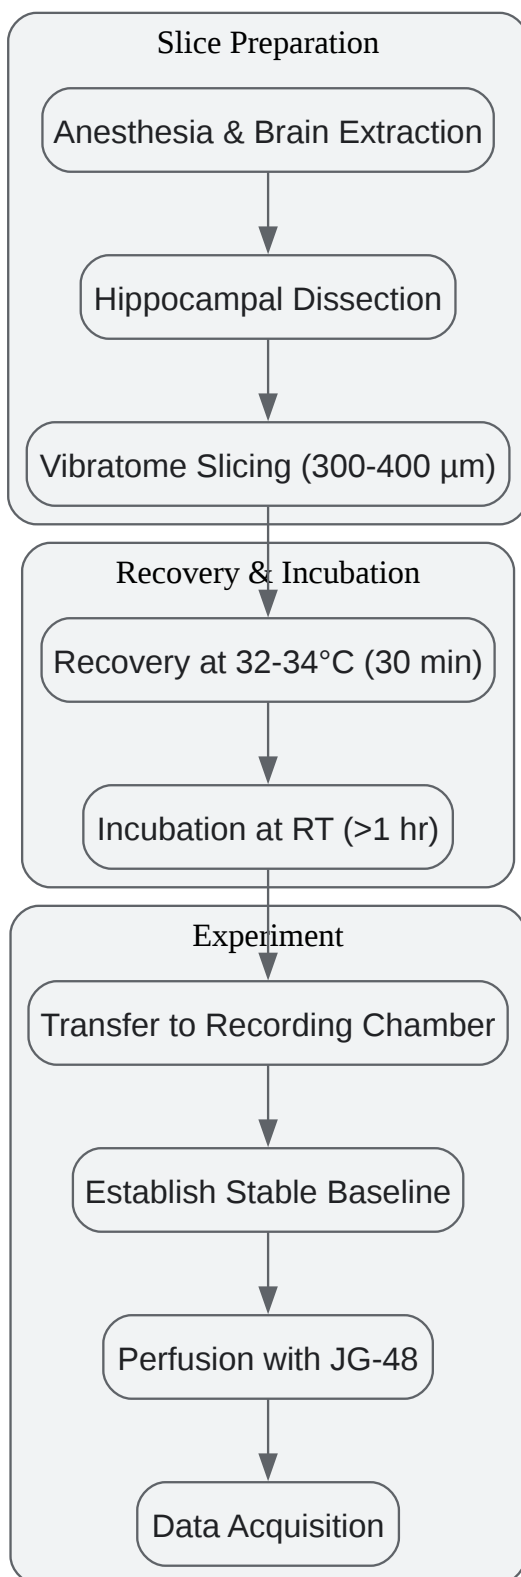 Slice Preparation
Anesthesia & Brain Extraction
Hippocampal Dissection
Vibratome Slicing (300-400 µm)
Recovery & Incubation
Recovery at 32-34°C (30 min)
Incubation at RT (>1 hr)
Experiment
Transfer to Recording Chamber
Establish Stable Baseline
Perfusion with JG-48
Data Acquisition